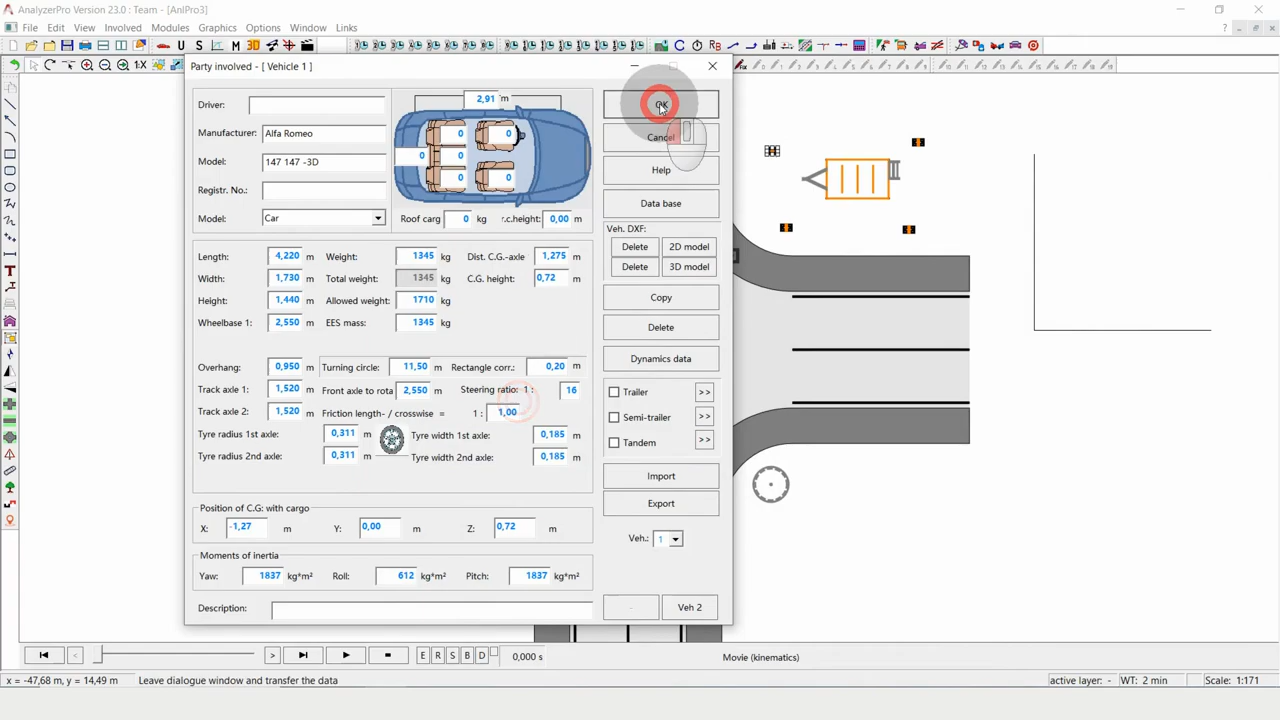 AnalyzerPro Version 23.0 : Team - [AnlPro3]
File Edit View Involved Modules Graphics Options Window Links
U S M 3D RB
1X
Party involved - [ Vehicle 1 ]
Driver:
2,91 m
OK
Manufacturer: Alfa Romeo
0 0
Cancel
Model: 147 147 -3D
0 0
Help
Registr. No.:
0 0
Data base
Model: Car
Roof carg 0 kg r.c.height: 0,00 m
Veh. DXF:
Delete 2D model
Length: 4,220 m Weight: 1345 kg Dist. C.G.-axle 1,275 m
Delete 3D model
Width: 1,730 m Total weight: 1345 kg C.G. height: 0,72 m
Height: 1,440 m Allowed weight: 1710 kg
Copy
Wheelbase 1: 2,550 m EES mass: 1345 kg
Delete
Overhang: 0,950 m Turning circle: 11,50 m Rectangle corr.: 0,20 m
Dynamics data
Track axle 1: 1,520 m Front axle to rota 2,550 m Steering ratio: 1 : 16
Trailer >>
Track axle 2: 1,520 m Friction length- / crosswise = 1 : 1,00
Semi-trailer >>
Tyre radius 1st axle: 0,311 m Tyre width 1st axle: 0,185 m
Tandem >>
Tyre radius 2nd axle: 0,311 m Tyre width 2nd axle: 0,185 m
Import
Export
Position of C.G: with cargo
X: -1,27 m Y: 0,00 m Z: 0,72 m
Veh.: 1
Moments of inertia
Yaw: 1837 kg*m² Roll: 612 kg*m² Pitch: 1837 kg*m²
Description:
Veh 2
< > E R S B D 0,000 s Movie (kinematics)
x = -47,68 m, y = 14,49 m Leave dialogue window and transfer the data active layer: - WT: 2 min Scale: 1:171